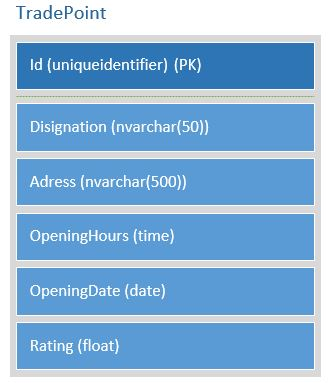 TradePoint
Id (uniqueidentifier) (PK)
Disignation (nvarchar(50))
Adress (nvarchar(500))
OpeningHours (time)
OpeningDate (date)
Rating (float)